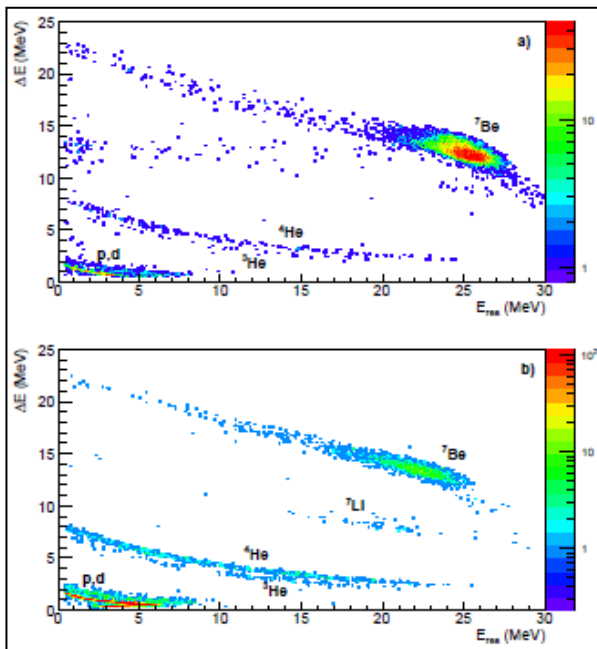 25
20
15
10
5
0
ΔE (MeV)
a)
⁷Be
⁴He
³He
p,d
0 5 10 15 20 25 30
E_res (MeV)
10
1
25
20
15
10
5
0
ΔE (MeV)
b)
⁷Be
⁷Li
⁴He
³He
p,d
0 5 10 15 20 25 30
E_res (MeV)
10²
10
1